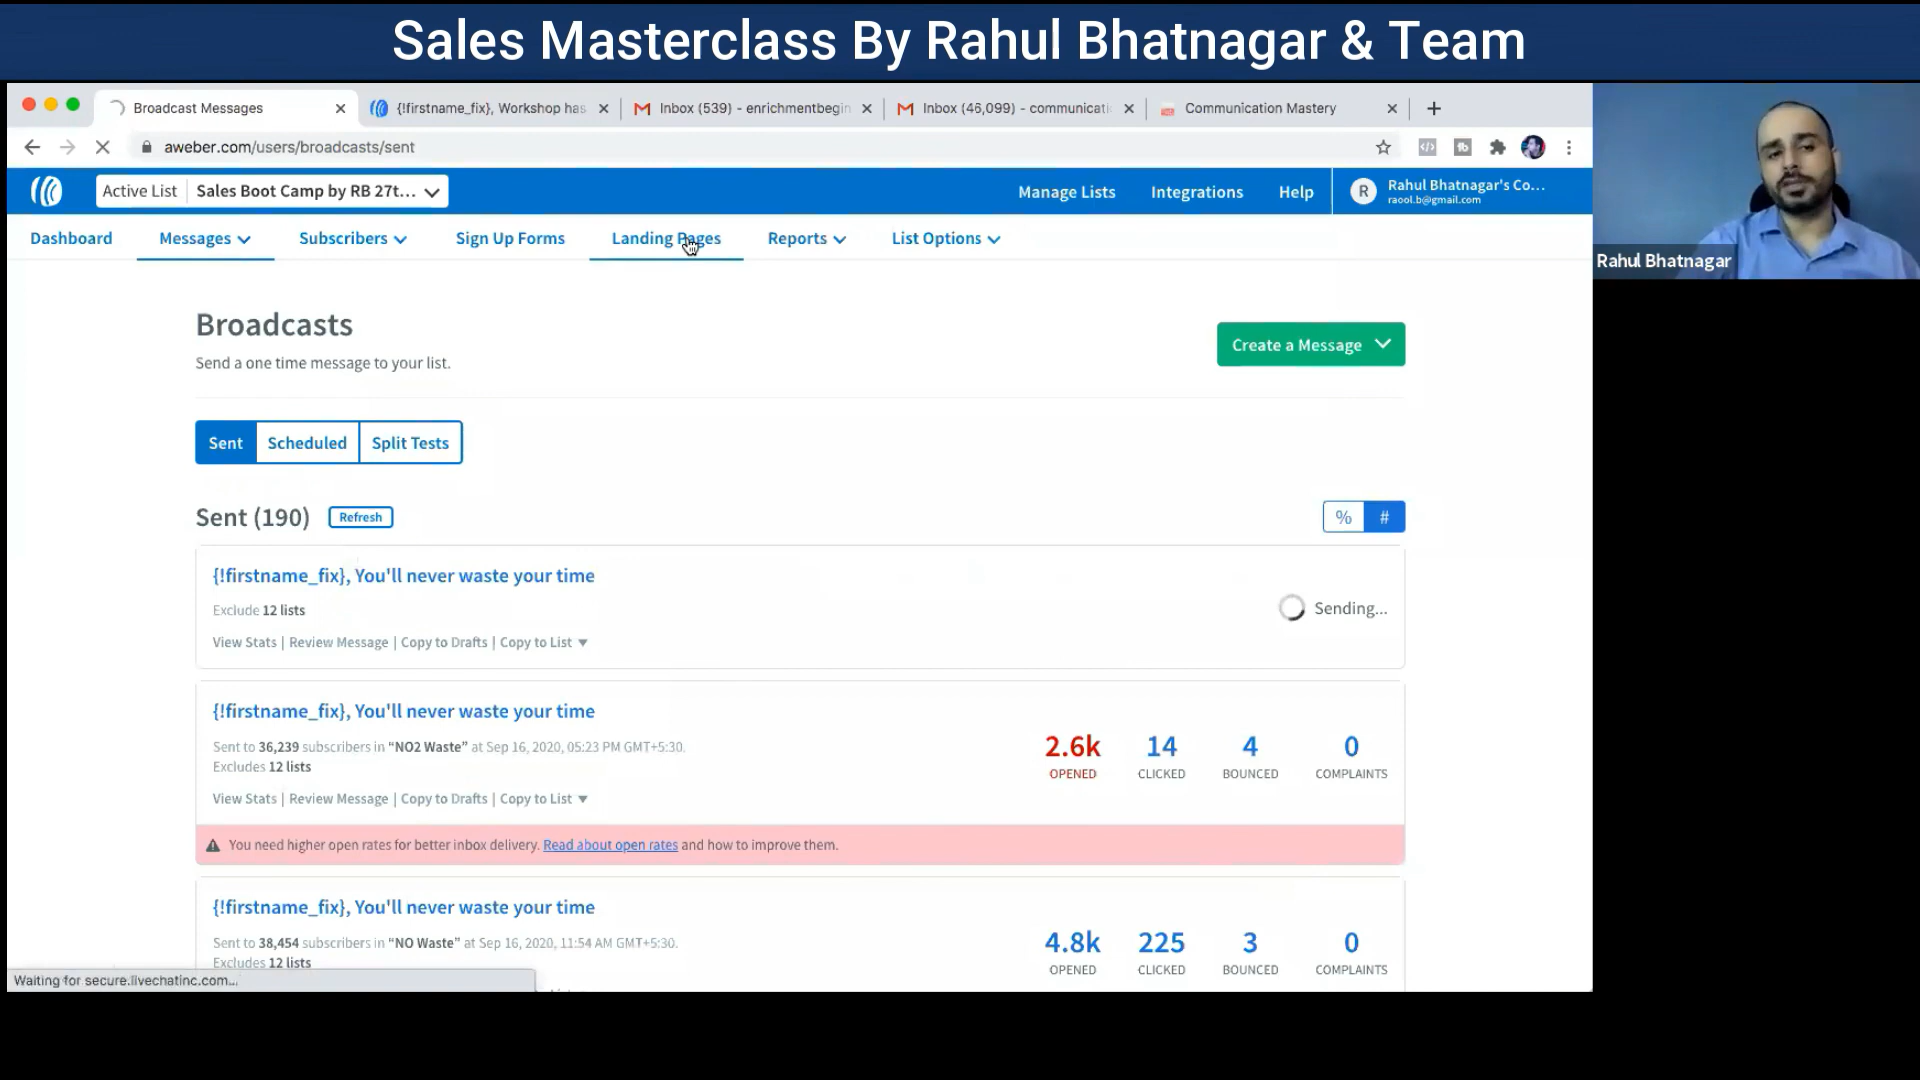 Sales Masterclass By Rahul Bhatnagar & Team
Broadcast Messages
{!firstname_fix}, Workshop has
Inbox (539) - enrichmentbegin
Inbox (46,099) - communicati
Communication Mastery
aweber.com/users/broadcasts/sent
Active List Sales Boot Camp by RB 27t...
Manage Lists Integrations Help
R Rahul Bhatnagar's Co...
raool.b@gmail.com
Dashboard Messages Subscribers Sign Up Forms Landing Pages Reports List Options
Rahul Bhatnagar
Broadcasts
Send a one time message to your list.
Create a Message
Sent Scheduled Split Tests
Sent (190) Refresh % #
{!firstname_fix}, You'll never waste your time
Exclude 12 lists
Sending...
View Stats | Review Message | Copy to Drafts | Copy to List ▼
{!firstname_fix}, You'll never waste your time
Sent to 36,239 subscribers in “NO2 Waste” at Sep 16, 2020, 05:23 PM GMT+5:30.
Excludes 12 lists
2.6k 14 4 0
OPENED CLICKED BOUNCED COMPLAINTS
View Stats | Review Message | Copy to Drafts | Copy to List ▼
You need higher open rates for better inbox delivery. Read about open rates and how to improve them.
{!firstname_fix}, You'll never waste your time
Sent to 38,454 subscribers in “NO Waste” at Sep 16, 2020, 11:54 AM GMT+5:30.
Excludes 12 lists
4.8k 225 3 0
OPENED CLICKED BOUNCED COMPLAINTS
Waiting for secure.livechatinc.com...